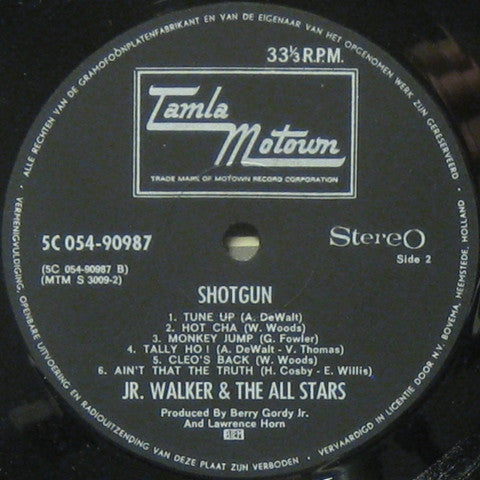 ALLE RECHTEN VAN DE GRAMOFOONPLATENFABRIKANT EN VAN DE EIGENAAR VAN HET OPGENOMEN WERK ZIJN GERESERVEERD
33⅓ R.P.M.
Tamla
Motown
TRADE MARK OF MOTOWN RECORD CORPORATION
5C 054-90987
(5C 054-90987 B)
(MTM S 3009-2)
Stereo
Side 2
SHOTGUN
1. TUNE UP (A. DeWalt)
2. HOT CHA (W. Woods)
3. MONKEY JUMP (G. Fowler)
4. TALLY HO! (A. DeWalt - V. Thomas)
5. CLEO'S BACK (W. Woods)
6. AIN'T THAT THE TRUTH (H. Cosby - E. Willis)
JR. WALKER & THE ALL STARS
Produced By Berry Gordy Jr.
And Lawrence Horn
VERMENIGVULDIGING, OPENBARE UITVOERING EN RADIOUITZENDING VAN DEZE PLAAT ZIJN VERBODEN
VERVAARDIGD IN LICENTIE DOOR N.V. BOVEMA, HEEMSTEDE, HOLLAND